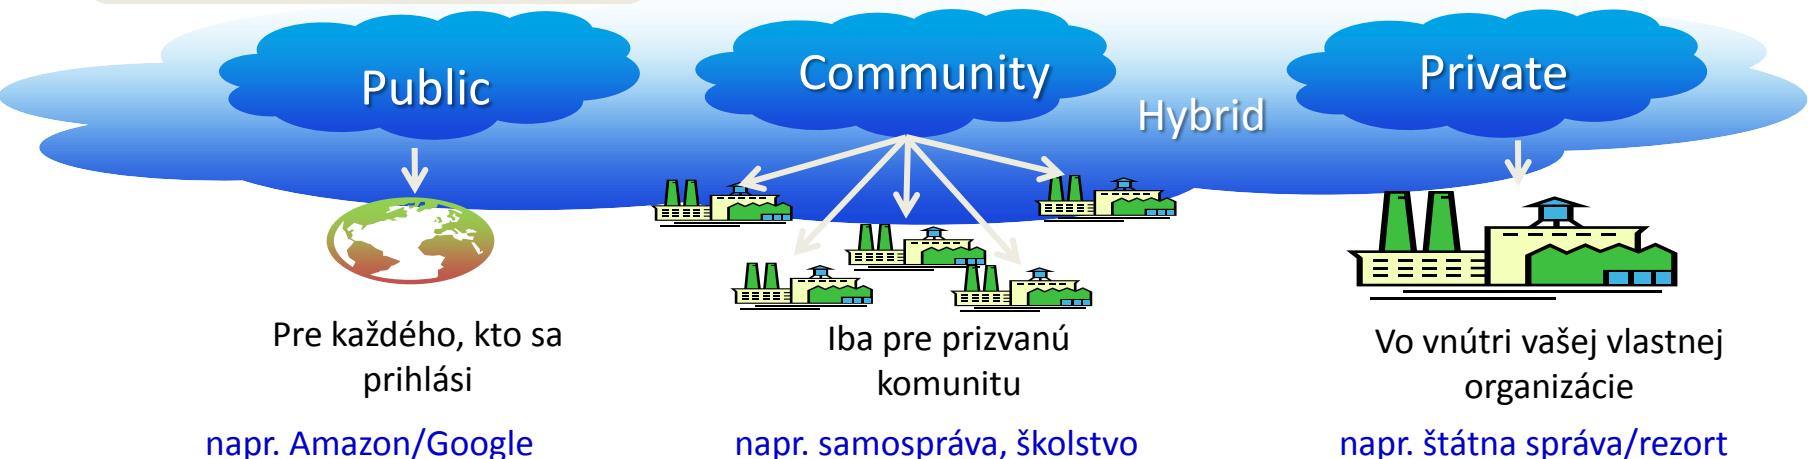 Public
Community
Hybrid
Private
Pre každého, kto sa
prihlási
napr. Amazon/Google
Iba pre prizvanú
komunitu
napr. samospráva, školstvo
Vo vnútri vašej vlastnej
organizácie
napr. štátna správa/rezort